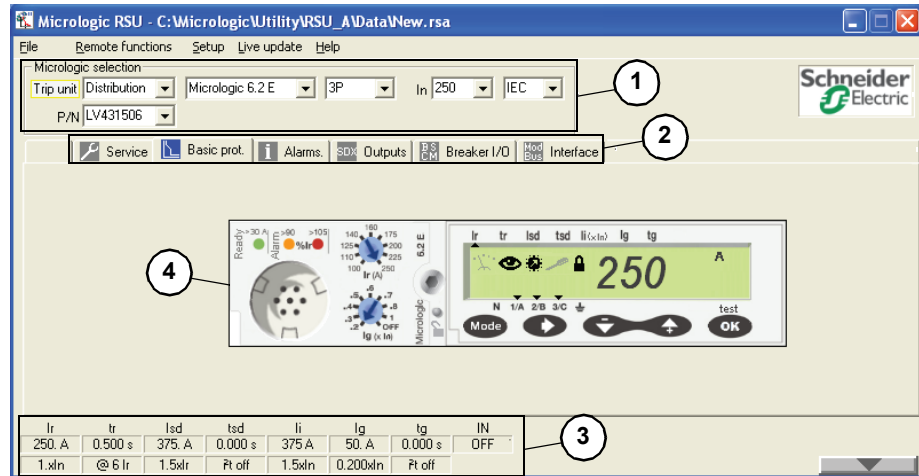 Micrologic RSU - C:\Micrologic\Utility\RSU_A\Data\New.rsa
File Remote functions Setup Live update Help
Micrologic selection
Trip unit Distribution Micrologic 6.2 E 3P In 250 IEC
P/N LV431506
1
Schneider
Electric
Service Basic prot. Alarms. SDX Outputs BSCM Breaker I/O Mod Bus Interface
2
Ready >30 A Alarm >90 >105
%Ir
140 160 175
125 200
110 225
100 250
Ir (A)
.5 .6 .7
.4 .8
.3 1
.2 OFF
Ig (x In)
Micrologic 6.2 E
Ir tr Isd tsd Ii(xIn) Ig tg
250 A
N 1/A 2/B 3/C
test
Mode OK
4
Ir tr Isd tsd Ii Ig tg IN
250. A 0.500 s 375. A 0.000 s 375 A 50. A 0.000 s OFF
1.xIn @ 6 Ir 1.5xIr I²t off 1.5xIn 0.200xIn I²t off
3